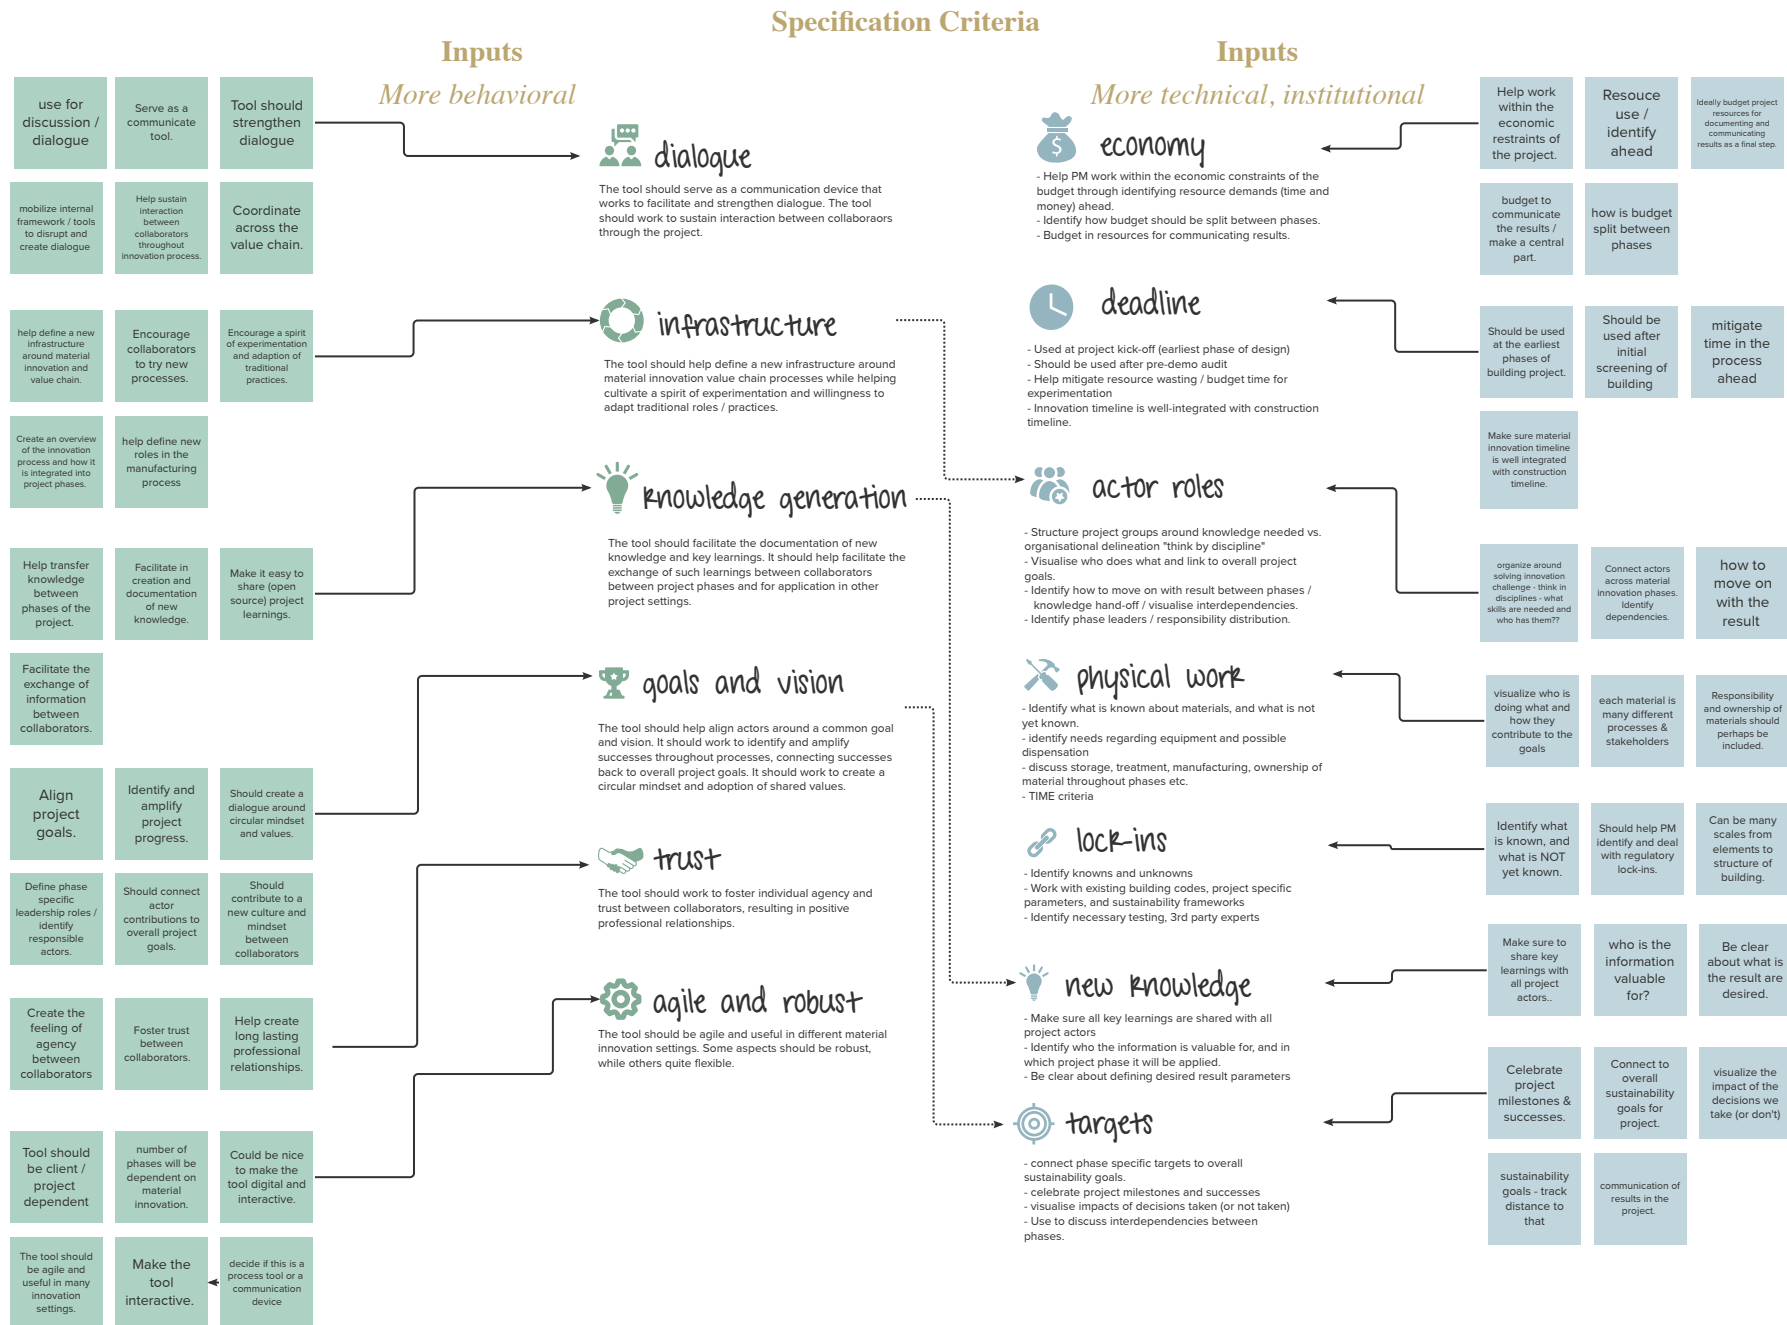 Specification Criteria
Inputs
More behavioral
Inputs
More technical, institutional
use for
discussion /
dialogue
Serve as a
communicate
tool.
Tool should
strengthen
dialogue
mobilize internal
framework / tools
to disrupt and
create dialogue
Help sustain
interaction
between
collaborators
throughout
innovation process.
Coordinate
across the
value chain.
help define a new
infrastructure
around material
innovation and
value chain.
Encourage
collaborators
to try new
processes.
Encourage a spirit
of experimentation
and adaption of
traditional
practices.
Create an overview
of the innovation
process and how it
is integrated into
project phases.
help define new
roles in the
manufacturing
process
Help transfer
knowledge
between
phases of the
project.
Facilitate in
creation and
documentation
of new
knowledge.
Make it easy to
share (open
source) project
learnings.
Facilitate the
exchange of
information
between
collaborators.
Align
project
goals.
Identify and
amplify
project
progress.
Should create a
dialogue around
circular mindset
and values.
Define phase
specific
leadership roles /
identify
responsible
actors.
Should connect
actor
contributions to
overall project
goals.
Should
contribute to a
new culture and
mindset
between
collaborators
Create the
feeling of
agency
between
collaborators
Foster trust
between
collaborators.
Help create
long lasting
professional
relationships.
Tool should
be client /
project
dependent
number of
phases will be
dependent on
material
innovation.
Could be nice
to make the
tool digital and
interactive.
The tool should
be agile and
useful in many
innovation
settings.
Make the
tool
interactive.
decide if this is a
process tool or a
communication
device
dialogue
The tool should serve as a communication device that
works to facilitate and strengthen dialogue. The tool
should work to sustain interaction between collaboraors
through the project.
infrastructure
The tool should help define a new infrastructure around
material innovation value chain processes while helping
cultivate a spirit of experimentation and willingness to
adapt traditional roles / practices.
knowledge generation
The tool should facilitate the documentation of new
knowledge and key learnings. It should help facilitate the
exchange of such learnings between collaborators
between project phases and for application in other
project settings.
goals and vision
The tool should help align actors around a common goal
and vision. It should work to identify and amplify
successes throughout processes, connecting successes
back to overall project goals. It should work to create a
circular mindset and adoption of shared values.
trust
The tool should work to foster individual agency and
trust between collaborators, resulting in positive
professional relationships.
agile and robust
The tool should be agile and useful in different material
innovation settings. Some aspects should be robust,
while others quite flexible.
economy
- Help PM work within the economic constraints of the
budget through identifying resource demands (time and
money) ahead.
- Identify how budget should be split between phases.
- Budget in resources for communicating results.
deadline
- Used at project kick-off (earliest phase of design)
- Should be used after pre-demo audit
- Help mitigate resource wasting / budget time for
experimentation
- Innovation timeline is well-integrated with construction
timeline.
actor roles
- Structure project groups around knowledge needed vs.
organisational delineation "think by discipline"
- Visualise who does what and link to overall project
goals.
- Identify how to move on with result between phases /
knowledge hand-off / visualise interdependencies.
- Identify phase leaders / responsibility distribution.
physical work
- Identify what is known about materials, and what is not
yet known.
- identify needs regarding equipment and possible
dispensation
- discuss storage, treatment, manufacturing, ownership of
material throughout phases etc.
- TIME criteria
lock-ins
- Identify knowns and unknowns
- Work with existing building codes, project specific
parameters, and sustainability frameworks
- Identify necessary testing, 3rd party experts
new knowledge
- Make sure all key learnings are shared with all
project actors
- Identify who the information is valuable for, and in
which project phase it will be applied.
- Be clear about defining desired result parameters
targets
- connect phase specific targets to overall
sustainability goals.
- celebrate project milestones and successes
- visualise impacts of decisions taken (or not taken)
- Use to discuss interdependencies between
phases.
Help work
within the
economic
restraints of
the project.
Resouce
use /
identify
ahead
Ideally budget project
resources for
documenting and
communicating
results as a final step.
budget to
communicate
the results /
make a central
part.
how is budget
split between
phases
Should be used
at the earliest
phases of
building project.
Should be
used after
initial
screening of
building
mitigate
time in the
process
ahead
Make sure material
innovation timeline
is well integrated
with construction
timeline.
organize around
solving innovation
challenge - think in
disciplines - what
skills are needed and
who has them??
Connect actors
across material
innovation phases.
Identify
dependencies.
how to
move on
with the
result
visualize who is
doing what and
how they
contribute to the
goals
each material is
many different
processes &
stakeholders
Responsibility
and ownership of
materials should
perhaps be
included.
Identify what
is known, and
what is NOT
yet known.
Should help PM
identify and deal
with regulatory
lock-ins.
Can be many
scales from
elements to
structure of
building.
Make sure to
share key
learnings with
all project
actors..
who is the
information
valuable
for?
Be clear
about what is
the result are
desired.
Celebrate
project
milestones &
successes.
Connect to
overall
sustainability
goals for
project.
visualize the
impact of the
decisions we
take (or don't)
sustainability
goals - track
distance to
that
communication of
results in the
project.